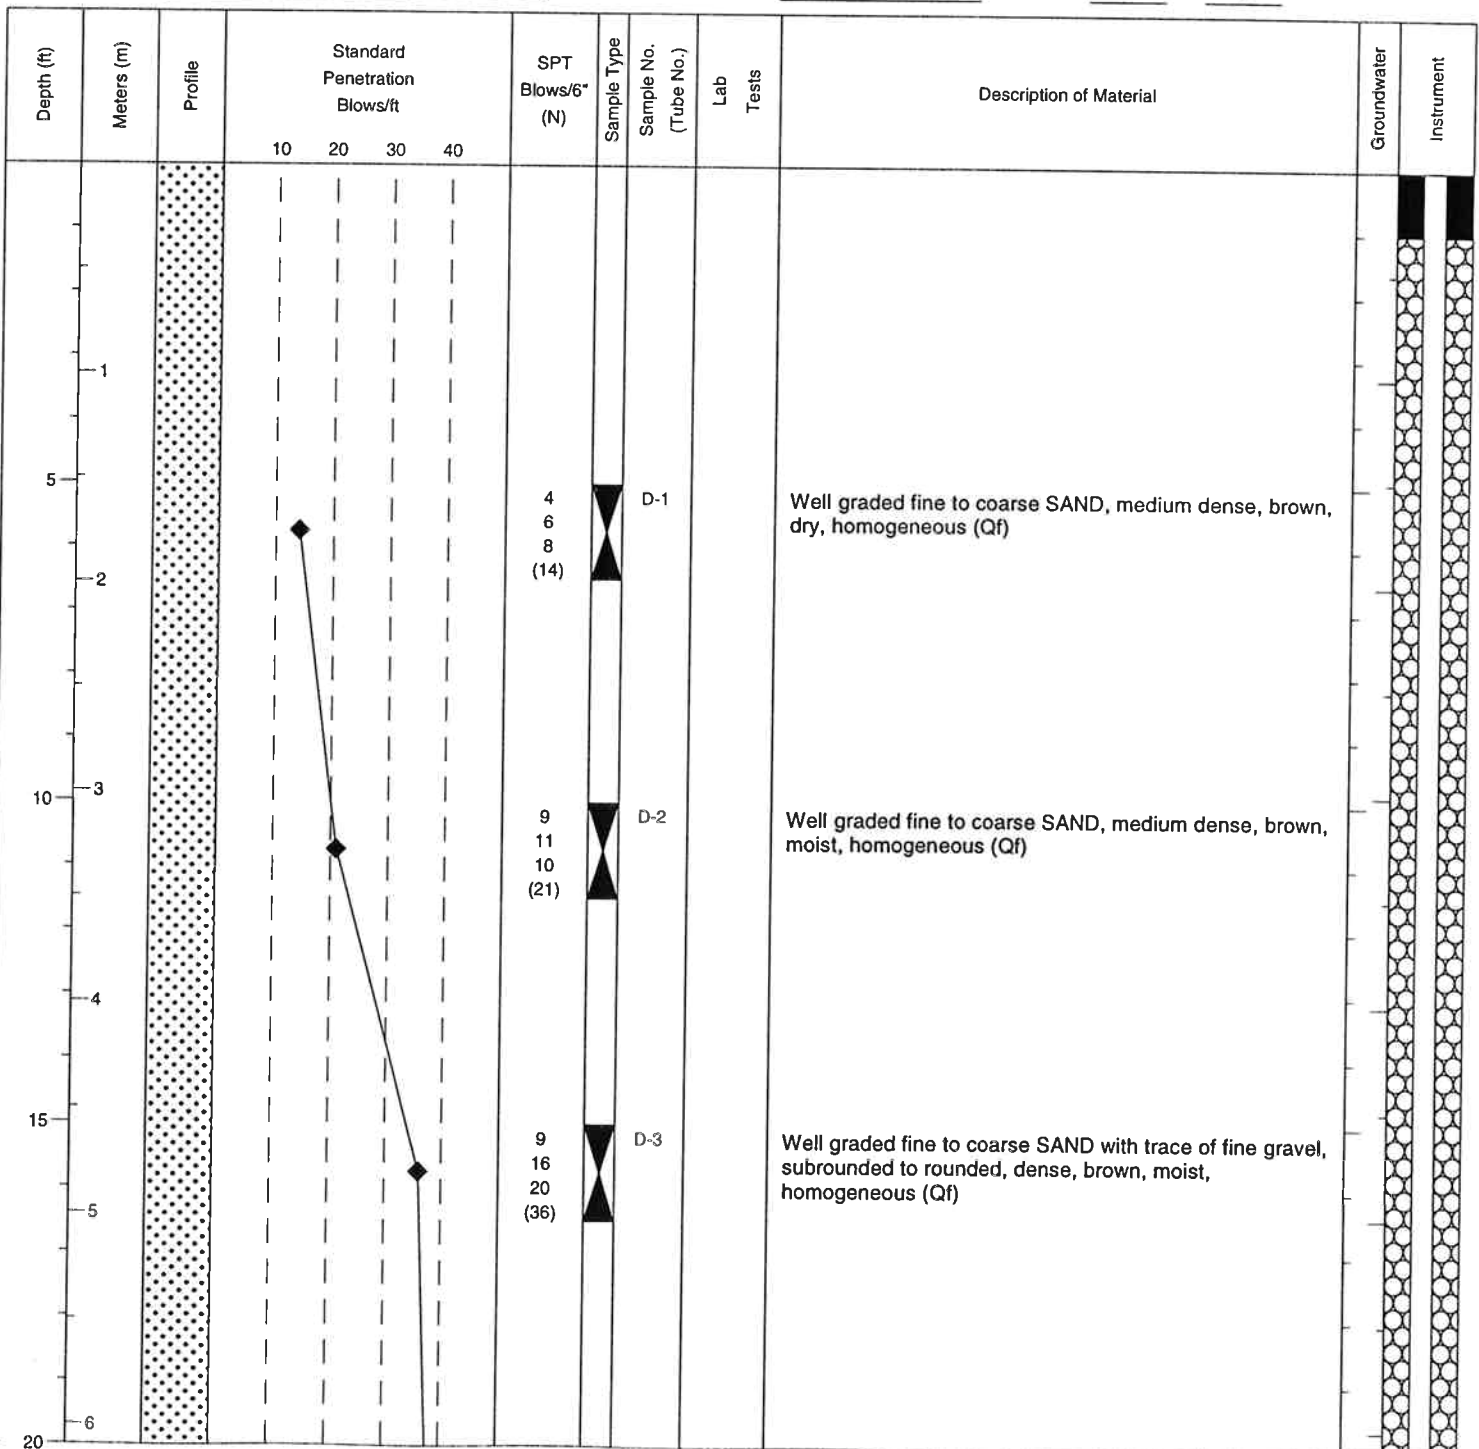 Depth (ft)
Meters (m)
Profile
Standard
Penetration
Blows/ft
10 20 30 40
SPT
Blows/6"
(N)
Sample Type
Sample No.
(Tube No.)
Lab
Tests
Description of Material
Groundwater
Instrument
1
5
4
6
8
(14)
D-1
Well graded fine to coarse SAND, medium dense, brown,
dry, homogeneous (Qf)
2
3
10
9
11
10
(21)
D-2
Well graded fine to coarse SAND, medium dense, brown,
moist, homogeneous (Qf)
4
15
9
16
20
(36)
D-3
Well graded fine to coarse SAND with trace of fine gravel,
subrounded to rounded, dense, brown, moist,
homogeneous (Qf)
5
6
20